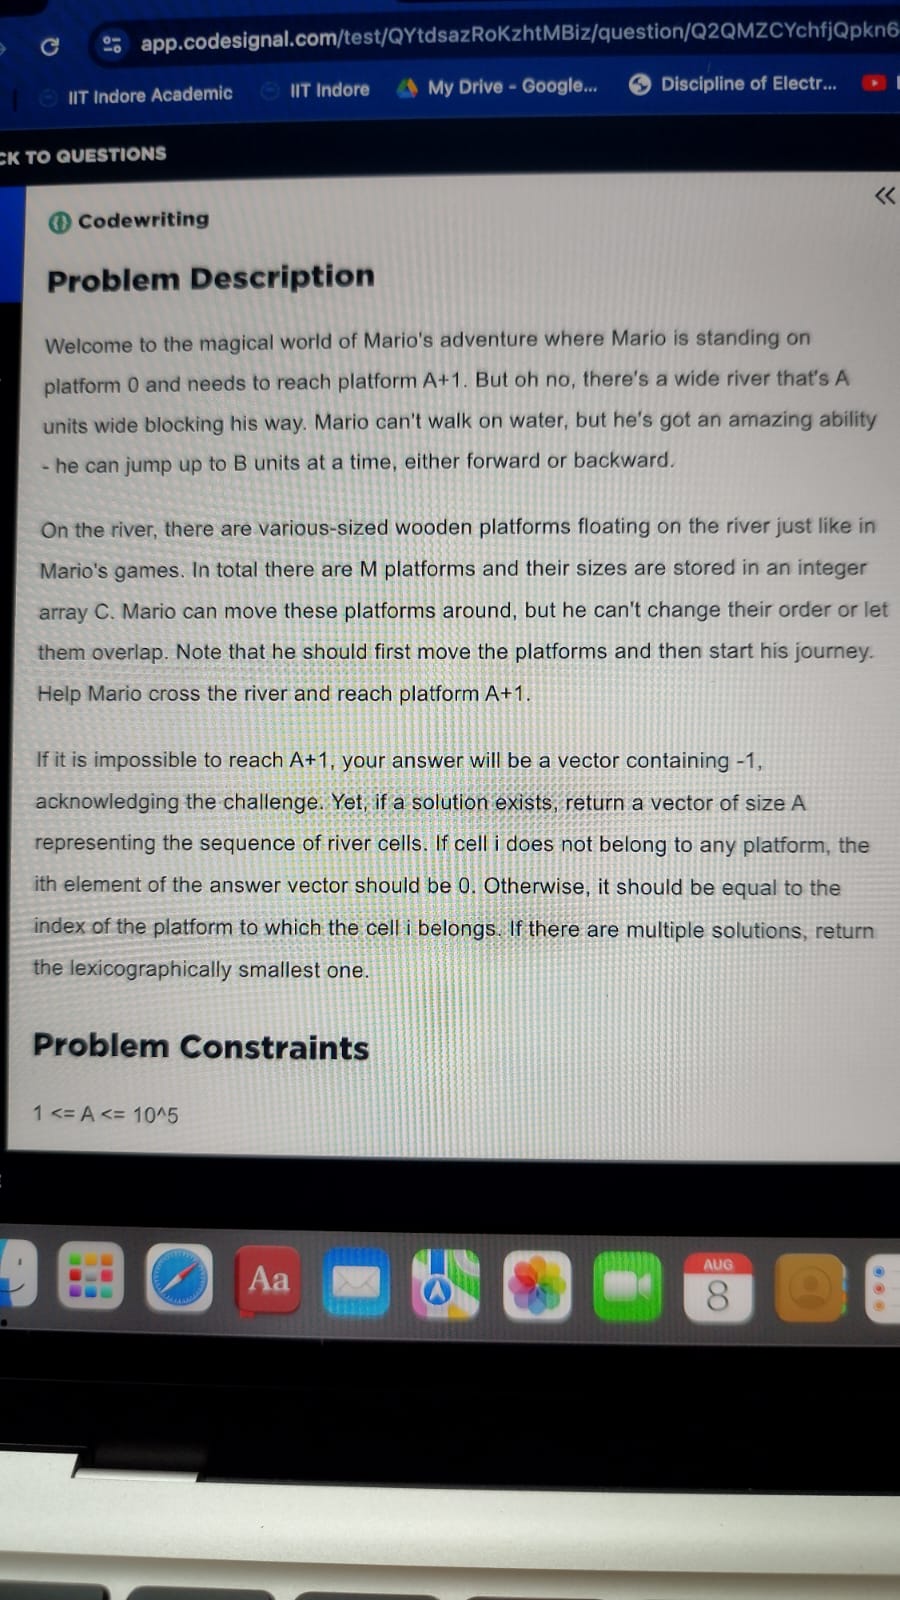 app.codesignal.com/test/QYtdsazRoKzhtMBiz/question/Q2QMZCYchfjQpkn6
IIT Indore Academic IIT Indore My Drive - Google... Discipline of Electr...
CK TO QUESTIONS
Codewriting
Problem Description
Welcome to the magical world of Mario's adventure where Mario is standing on
platform 0 and needs to reach platform A+1. But oh no, there's a wide river that's A
units wide blocking his way. Mario can't walk on water, but he's got an amazing ability
- he can jump up to B units at a time, either forward or backward.
On the river, there are various-sized wooden platforms floating on the river just like in
Mario's games. In total there are M platforms and their sizes are stored in an integer
array C. Mario can move these platforms around, but he can't change their order or let
them overlap. Note that he should first move the platforms and then start his journey.
Help Mario cross the river and reach platform A+1.
If it is impossible to reach A+1, your answer will be a vector containing -1,
acknowledging the challenge. Yet, if a solution exists, return a vector of size A
representing the sequence of river cells. If cell i does not belong to any platform, the
ith element of the answer vector should be 0. Otherwise, it should be equal to the
index of the platform to which the cell i belongs. If there are multiple solutions, return
the lexicographically smallest one.
Problem Constraints
1 <= A <= 10^5
Aa
AUG
8